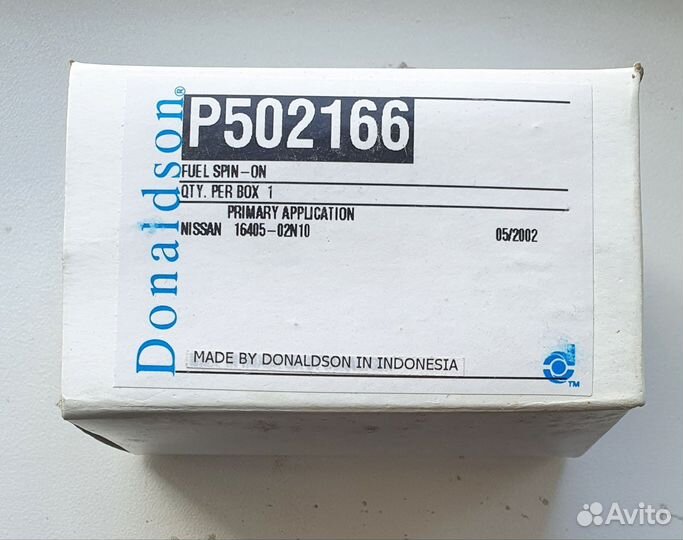 Donaldson®
P502166
FUEL SPIN-ON
QTY. PER BOX 1
PRIMARY APPLICATION
NISSAN 16405-02N10 05/2002
MADE BY DONALDSON IN INDONESIA
TM
Avito